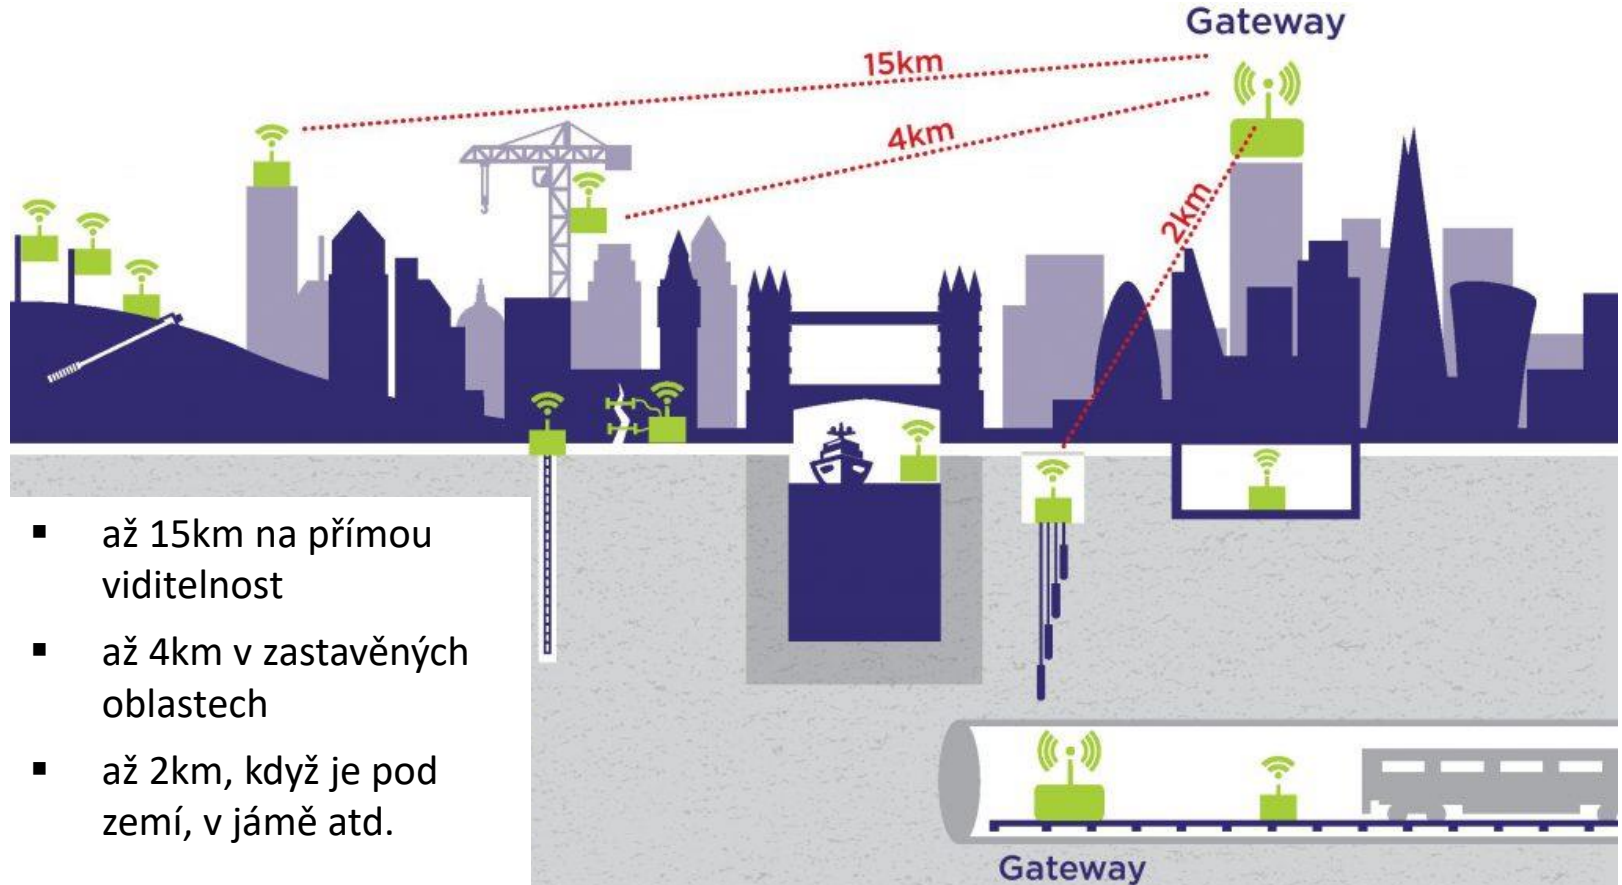 Gateway
15km
4km
2km
▪ až 15km na přímou
viditelnost
▪ až 4km v zastavěných
oblastech
▪ až 2km, když je pod
zemí, v jámě atd.
Gateway